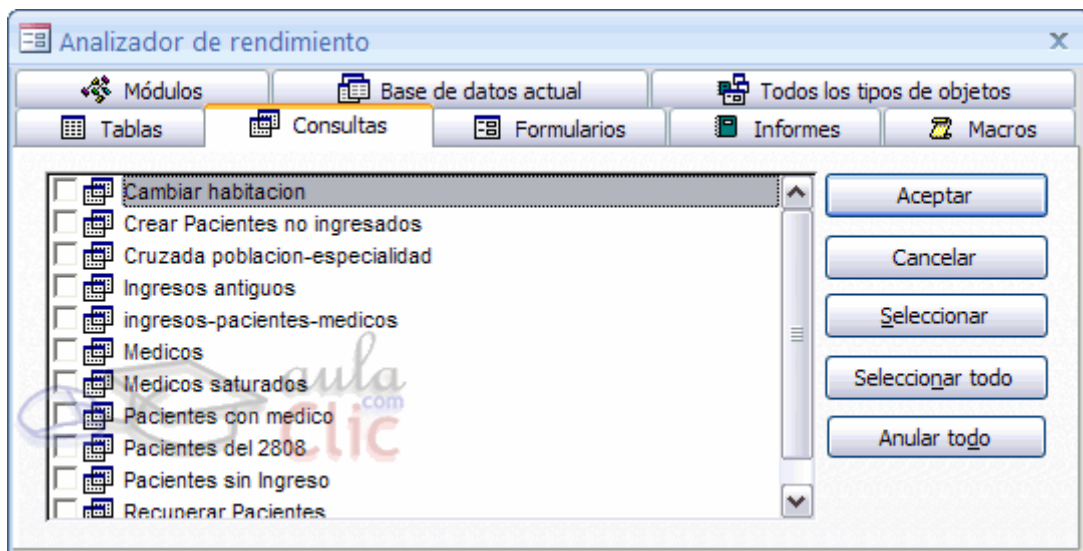 Analizador de rendimiento
Módulos Base de datos actual Todos los tipos de objetos
Tablas Consultas Formularios Informes Macros
Cambiar habitacion Aceptar
Crear Pacientes no ingresados
Cruzada poblacion-especialidad Cancelar
Ingresos antiguos
ingresos-pacientes-medicos Seleccionar
Medicos
Medicos saturados Seleccionar todo
Pacientes con medico
Pacientes del 2808 Anular todo
Pacientes sin Ingreso
Recuperar Pacientes
aula
.com
Clic